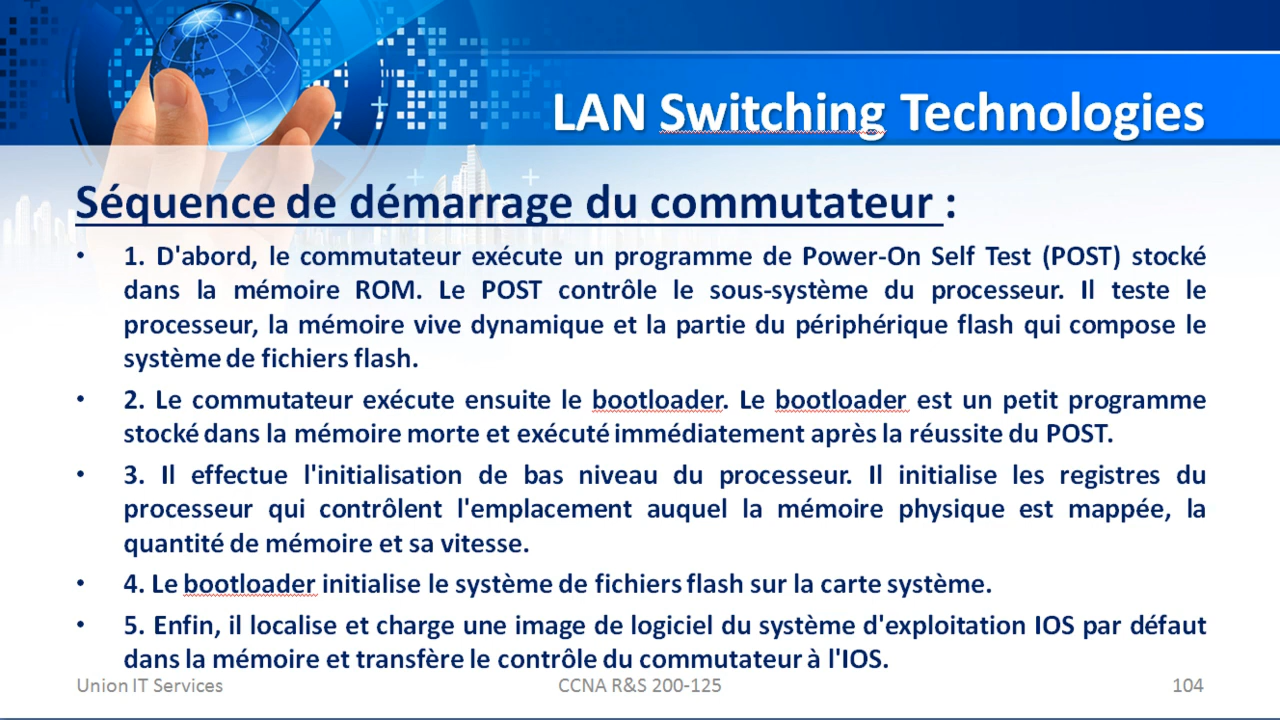 LAN Switching Technologies
Séquence de démarrage du commutateur :
• 1. D'abord, le commutateur exécute un programme de Power-On Self Test (POST) stocké
dans la mémoire ROM. Le POST contrôle le sous-système du processeur. Il teste le
processeur, la mémoire vive dynamique et la partie du périphérique flash qui compose le
système de fichiers flash.
• 2. Le commutateur exécute ensuite le bootloader. Le bootloader est un petit programme
stocké dans la mémoire morte et exécuté immédiatement après la réussite du POST.
• 3. Il effectue l'initialisation de bas niveau du processeur. Il initialise les registres du
processeur qui contrôlent l'emplacement auquel la mémoire physique est mappée, la
quantité de mémoire et sa vitesse.
• 4. Le bootloader initialise le système de fichiers flash sur la carte système.
• 5. Enfin, il localise et charge une image de logiciel du système d'exploitation IOS par défaut
dans la mémoire et transfère le contrôle du commutateur à l'IOS.
Union IT Services CCNA R&S 200-125 104